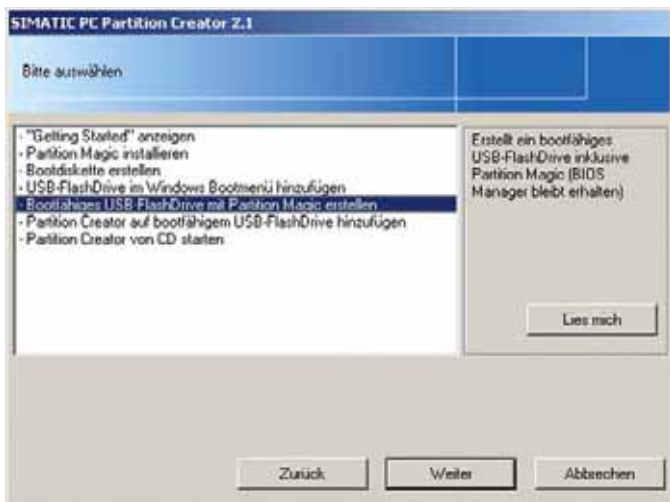 SIMATIC PC Partition Creator 2.1
Bitte auswählen
- "Getting Started" anzeigen
- Partition Magic installieren
- Bootdiskette erstellen
- USB-FlashDrive im Windows Bootmenü hinzufügen
- Bootfähiges USB-FlashDrive mit Partition Magic erstellen
- Partition Creator auf bootfähigem USB-FlashDrive hinzufügen
- Partition Creator von CD starten
Erstellt ein bootfähiges
USB-FlashDrive inklusive
Partition Magic (BIOS
Manager bleibt erhalten)
Lies mich
Zurück
Weiter
Abbrechen